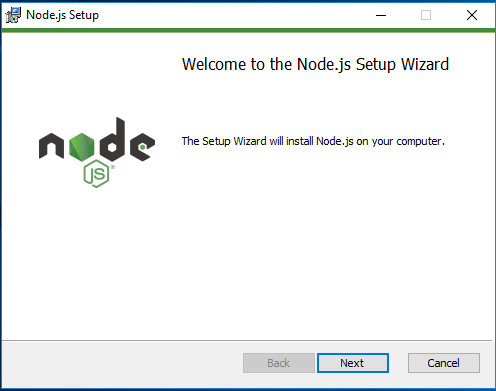 Node.js Setup
Welcome to the Node.js Setup Wizard
The Setup Wizard will install Node.js on your computer.
node
JS
Back
Next
Cancel